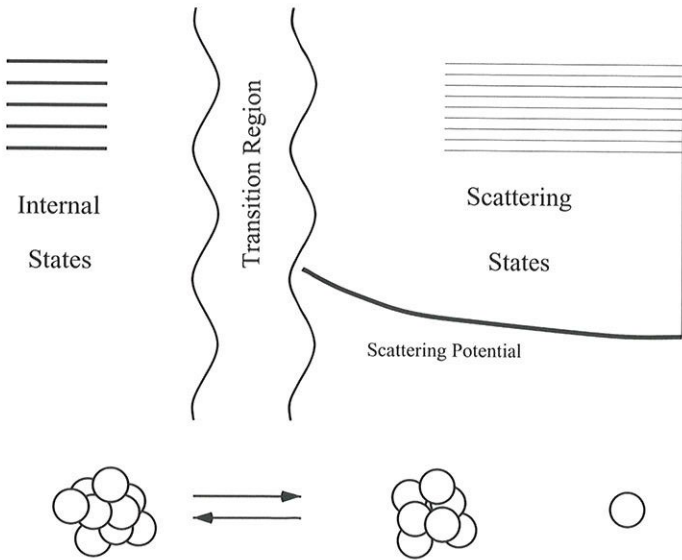 Internal
States
Transition Region
Scattering
States
Scattering Potential